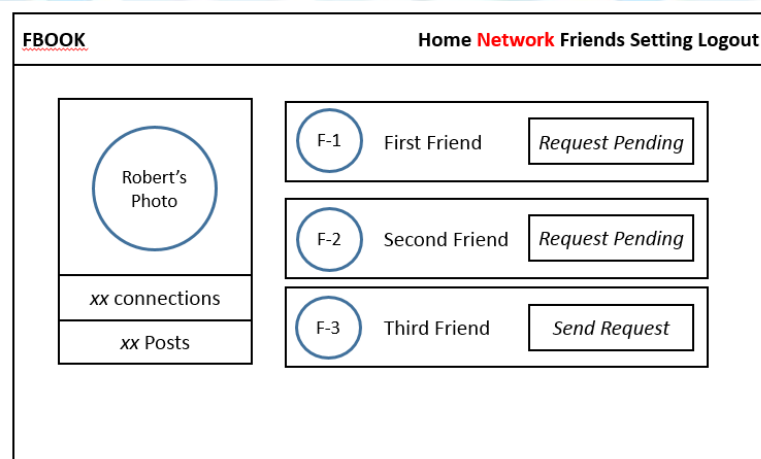 FBOOK
Home Network Friends Setting Logout
Robert's
Photo
xx connections
xx Posts
F-1
First Friend
Request Pending
F-2
Second Friend
Request Pending
F-3
Third Friend
Send Request